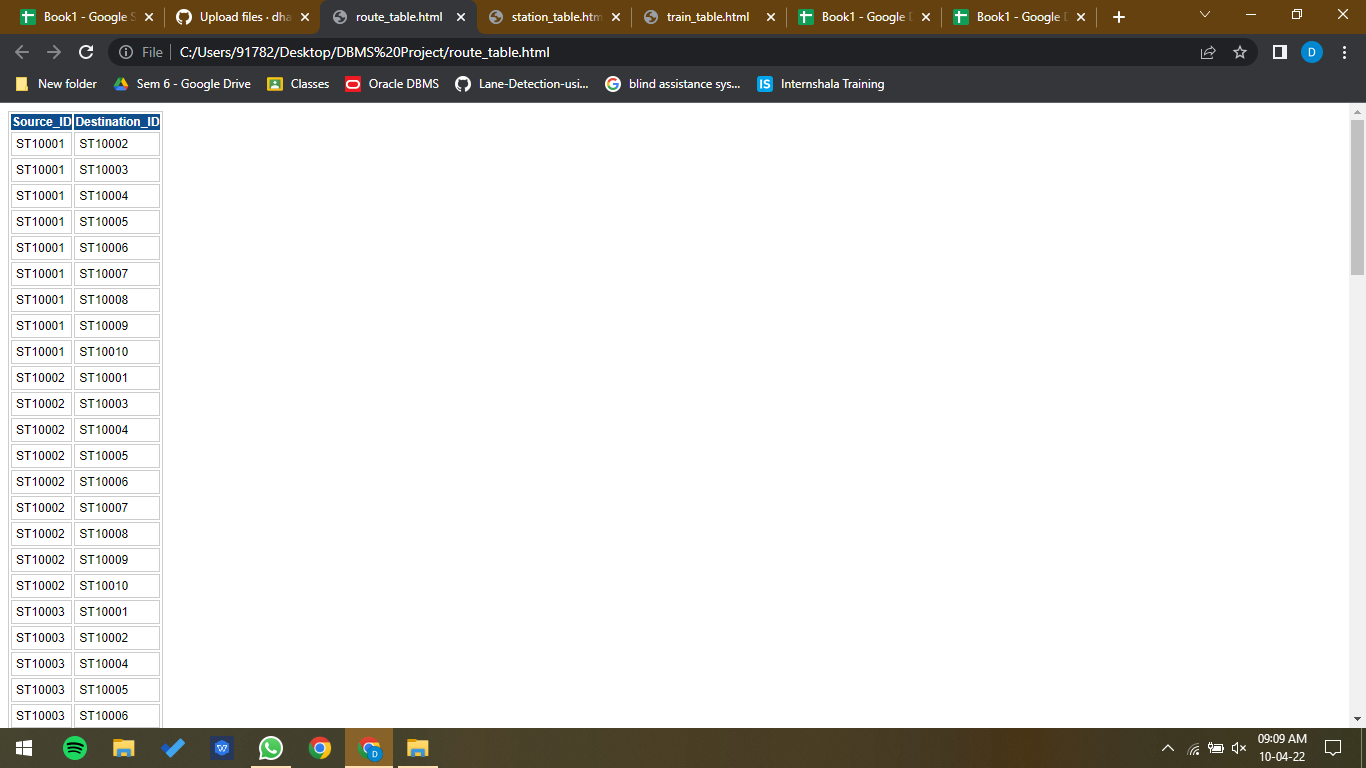 Book1 - Google S
Upload files · dha
route_table.html
station_table.htm
train_table.html
Book1 - Google D
Book1 - Google D
File
C:/Users/91782/Desktop/DBMS%20Project/route_table.html
D
New folder
Sem 6 - Google Drive
Classes
Oracle DBMS
Lane-Detection-usi...
blind assistance sys...
IS Internshala Training
Source_ID Destination_ID
ST10001 ST10002
ST10001 ST10003
ST10001 ST10004
ST10001 ST10005
ST10001 ST10006
ST10001 ST10007
ST10001 ST10008
ST10001 ST10009
ST10001 ST10010
ST10002 ST10001
ST10002 ST10003
ST10002 ST10004
ST10002 ST10005
ST10002 ST10006
ST10002 ST10007
ST10002 ST10008
ST10002 ST10009
ST10002 ST10010
ST10003 ST10001
ST10003 ST10002
ST10003 ST10004
ST10003 ST10005
ST10003 ST10006
D
09:09 AM
10-04-22